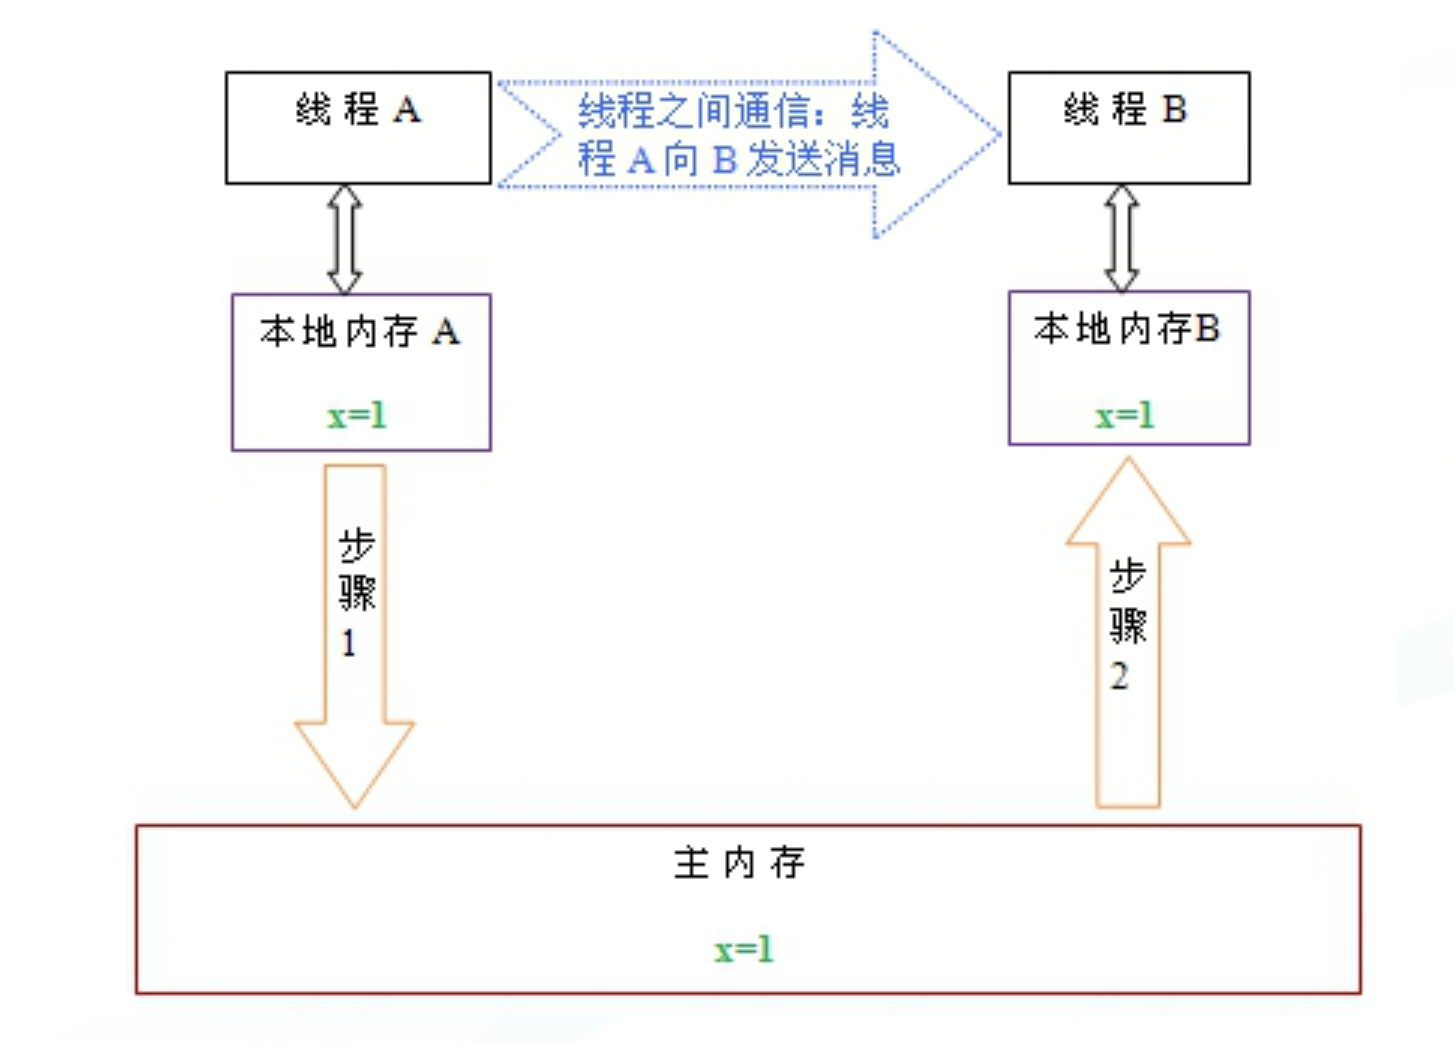 线程 A
线程之间通信：线
程 A 向 B 发送消息
线程 B
本地内存 A
x=1
本地内存B
x=1
步
骤
1
步
骤
2
主内存
x=1